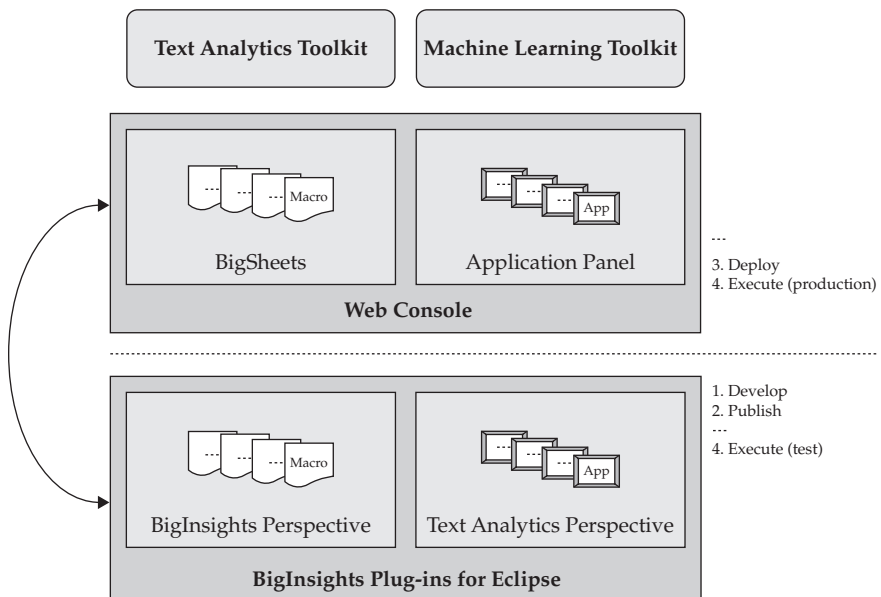 Text Analytics Toolkit
Machine Learning Toolkit
... ... ... Macro
BigSheets
... ... ... App
Application Panel
Web Console
...
3. Deploy
4. Execute (production)
... ... ... Macro
BigInsights Perspective
... ... ... App
Text Analytics Perspective
BigInsights Plug-ins for Eclipse
1. Develop
2. Publish
...
4. Execute (test)